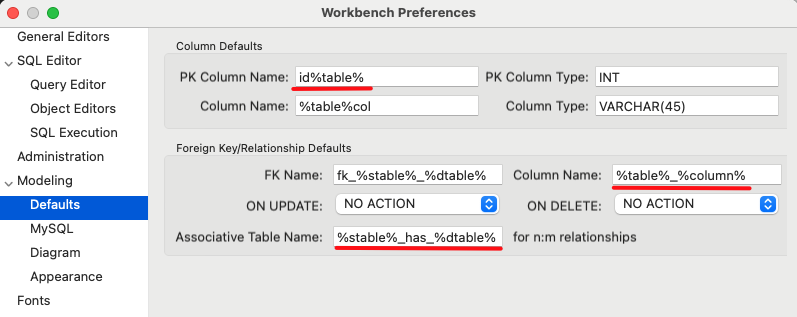 Workbench Preferences
General Editors
SQL Editor
Query Editor
Object Editors
SQL Execution
Administration
Modeling
Defaults
MySQL
Diagram
Appearance
Fonts
Column Defaults
PK Column Name: id%table% PK Column Type: INT
Column Name: %table%col Column Type: VARCHAR(45)
Foreign Key/Relationship Defaults
FK Name: fk_%stable%_%dtable% Column Name: %table%_%column%
ON UPDATE: NO ACTION ON DELETE: NO ACTION
Associative Table Name: %stable%_has_%dtable% for n:m relationships